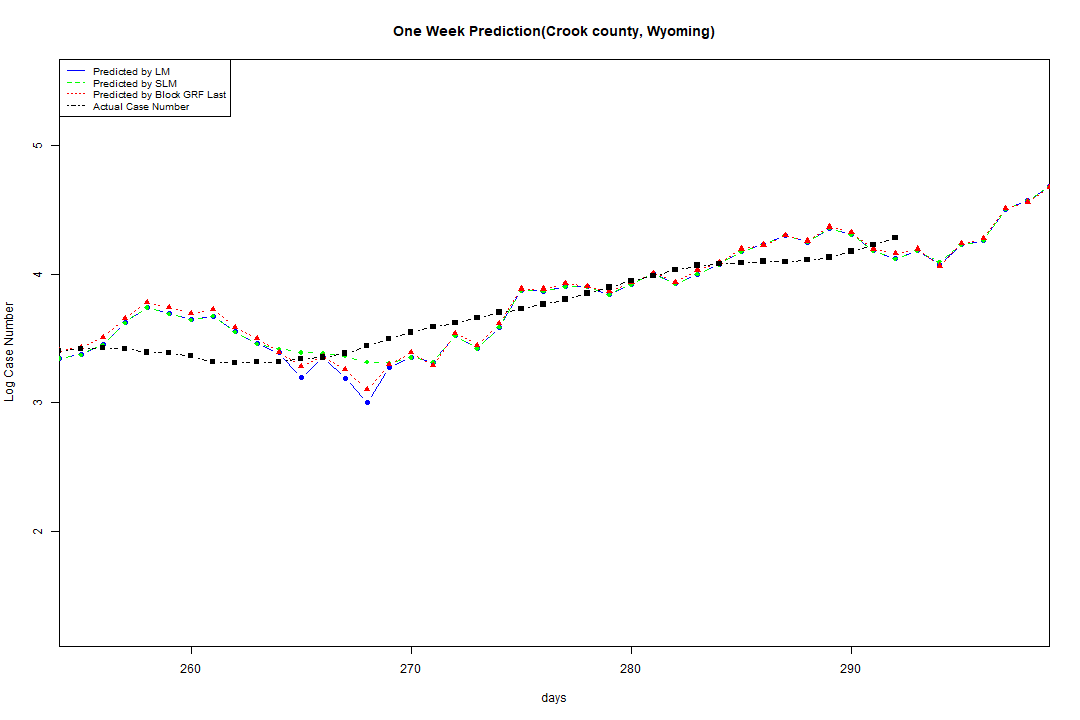 One Week Prediction(Crook county, Wyoming)
Predicted by LM
Predicted by SLM
Predicted by Block GRF Last
Actual Case Number
5
4
3
2
Log Case Number
260 270 280 290
days